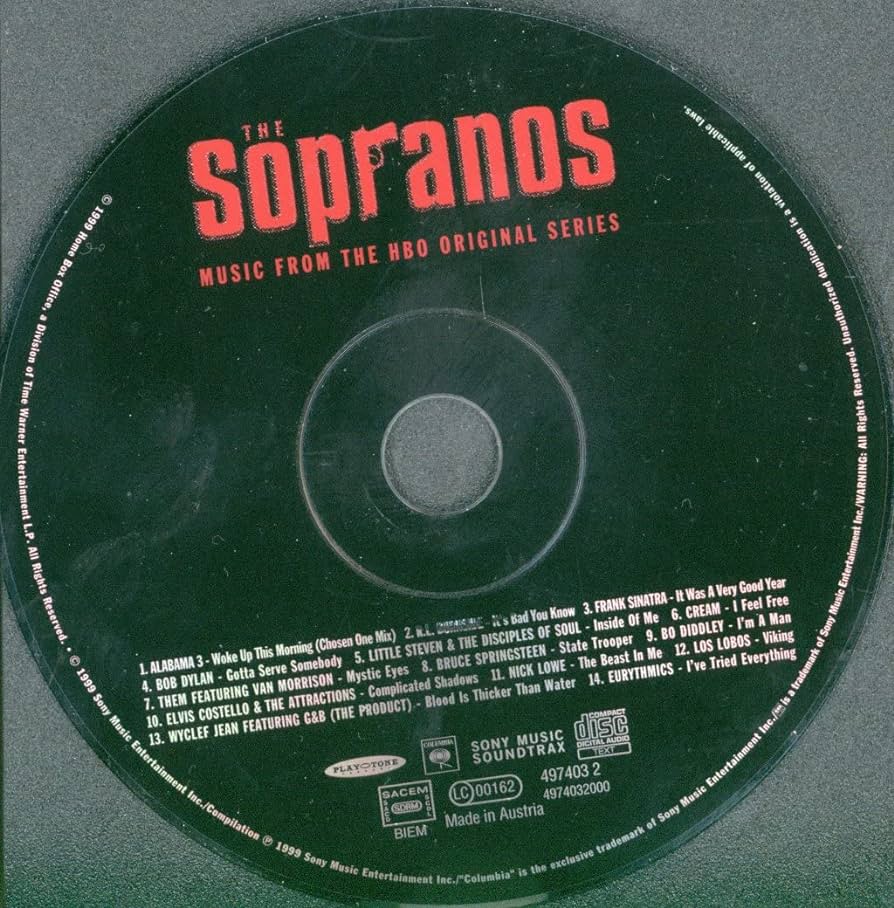 THE
Sopranos
MUSIC FROM THE HBO ORIGINAL SERIES
1. ALABAMA 3 - Woke Up This Morning (Chosen One Mix) 2. R.L. - It's Bad You Know 3. FRANK SINATRA - It Was A Very Good Year
4. BOB DYLAN - Gotta Serve Somebody 5. LITTLE STEVEN & THE DISCIPLES OF SOUL - Inside Of Me 6. CREAM - I Feel Free
7. THEM FEATURING VAN MORRISON - Mystic Eyes 8. BRUCE SPRINGSTEEN - State Trooper 9. BO DIDDLEY - I'm A Man
10. ELVIS COSTELLO & THE ATTRACTIONS - Complicated Shadows 11. NICK LOWE - The Beast In Me 12. LOS LOBOS - Viking
13. WYCLEF JEAN FEATURING G&B (THE PRODUCT) - Blood Is Thicker Than Water 14. EURYTHMICS - I've Tried Everything
PLAY-TONE
COLUMBIA
SONY MUSIC
SOUNDTRAX
COMPACT
disc
DIGITAL AUDIO
TEXT
SACEM
SDRM
BIEM
LC 00162
497403 2
4974032000
Made in Austria
© 1999 Home Box Office, a Division of Time Warner Entertainment L.P. All Rights Reserved. • © 1999 Sony Music Entertainment Inc./Compilation ℗ 1999 Sony Music Entertainment Inc./"Columbia" is the exclusive trademark of Sony Music Entertainment Inc./ is a trademark of Sony Music Entertainment Inc./WARNING: All Rights Reserved. Unauthorized duplication is a violation of applicable laws.